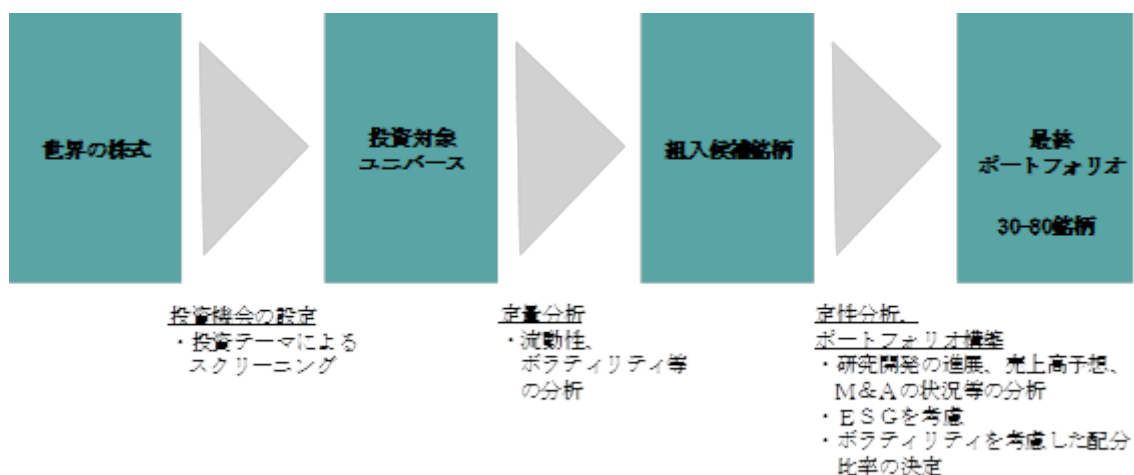 世界の株式
投資対象
ユニバース
組入候補銘柄
最終
ポートフォリオ
30-80銘柄
投資機会の設定
・投資テーマによる
スクリーニング
定量分析
・流動性、
ボラティリティ等
の分析
定性分析、
ポートフォリオ構築
・研究開発の進展、売上高予想、
M&Aの状況等の分析
・ESGを考慮
・ボラティリティを考慮した配分
比率の決定